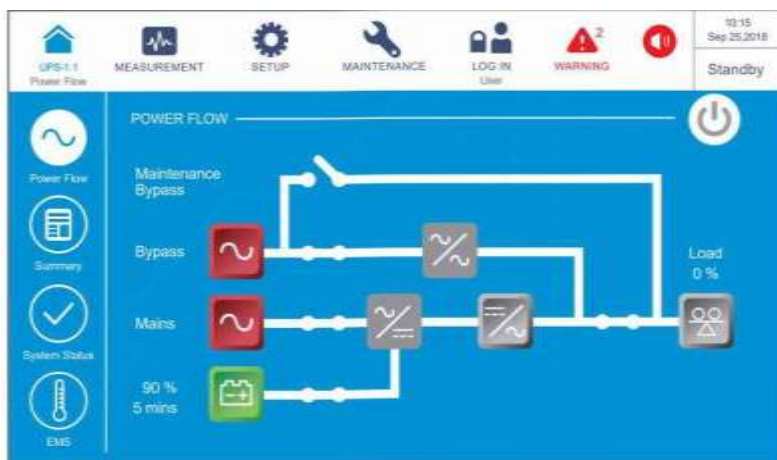 UPS-1.1
Power Flow
MEASUREMENT
SETUP
MAINTENANCE
LOG IN
User
WARNING
2
10:15
Sep 25,2018
Standby
Power Flow
Summary
System Status
EMS
POWER FLOW
Maintenance
Bypass
Bypass
Load
0 %
Mains
90 %
5 mins